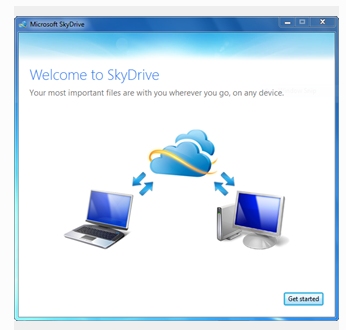 Microsoft SkyDrive
Welcome to SkyDrive
Your most important files are with you wherever you go, on any device.
Get started